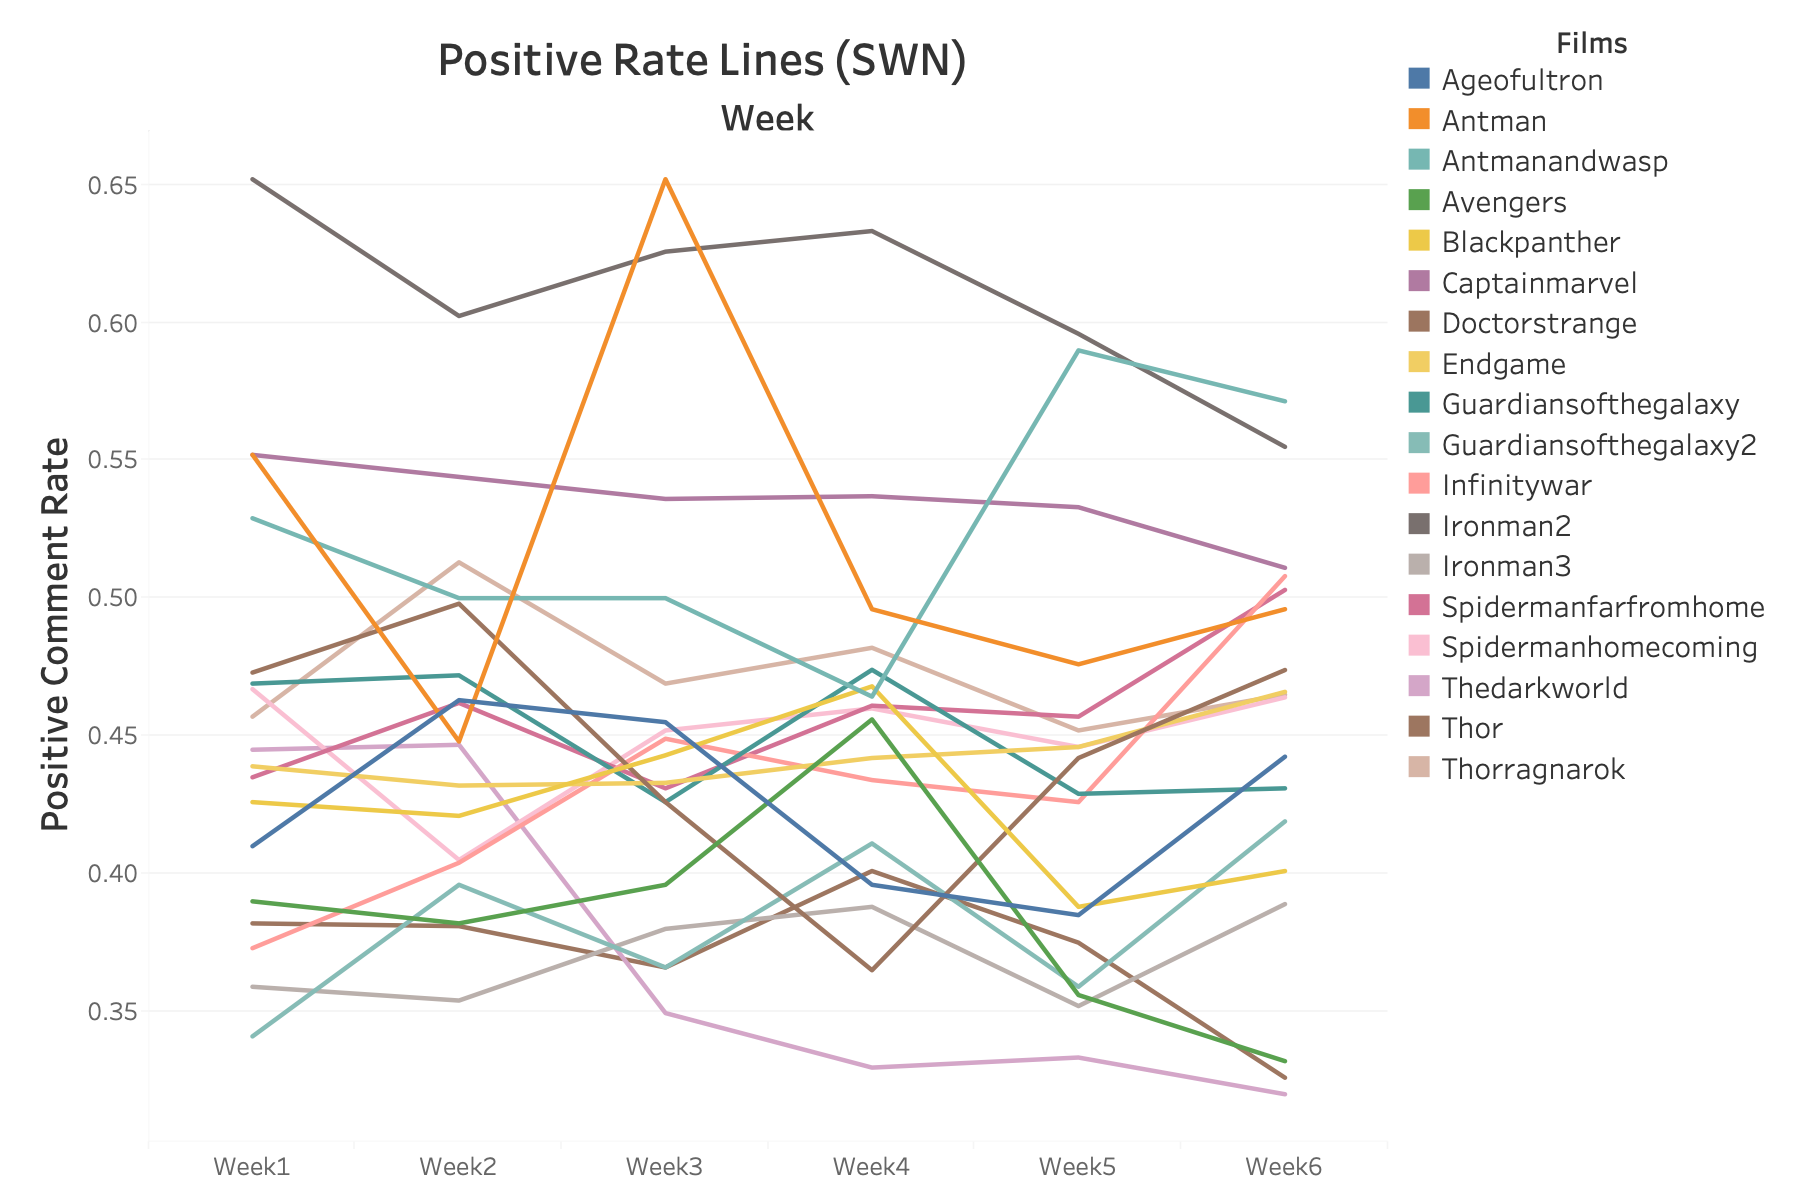 Positive Rate Lines (SWN)
Week
Films
Ageofultron
Antman
Antmanandwasp
Avengers
Blackpanther
Captainmarvel
Doctorstrange
Endgame
Guardiansofthegalaxy
Guardiansofthegalaxy2
Infinitywar
Ironman2
Ironman3
Spidermanfarfromhome
Spidermanhomecoming
Thedarkworld
Thor
Thorragnarok
Positive Comment Rate
0.65
0.60
0.55
0.50
0.45
0.40
0.35
Week1 Week2 Week3 Week4 Week5 Week6